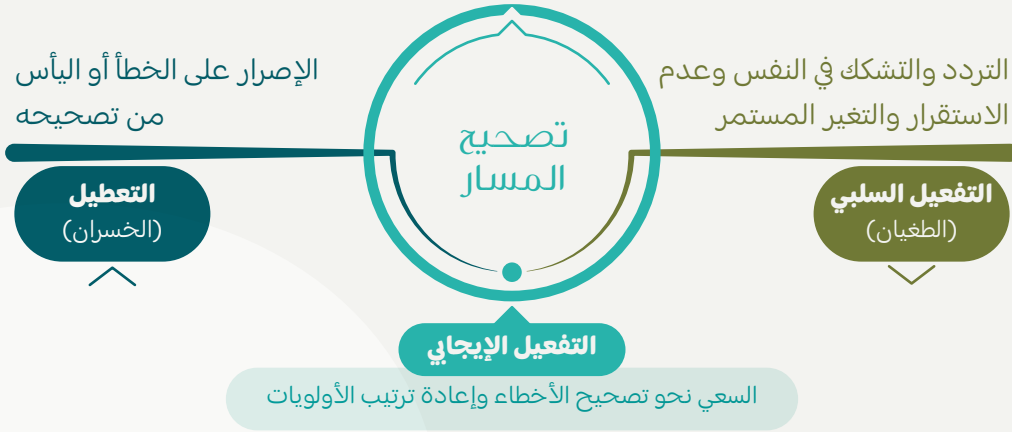 التردد والتشكك في النفس وعدم
الاستقرار والتغير المستمر
التفعيل السلبي
(الطغيان)
تصحيح
المسار
الإصرار على الخطأ أو اليأس
من تصحيحه
التعطيل
(الخسران)
التفعيل الإيجابي
السعي نحو تصحيح الأخطاء وإعادة ترتيب الأولويات